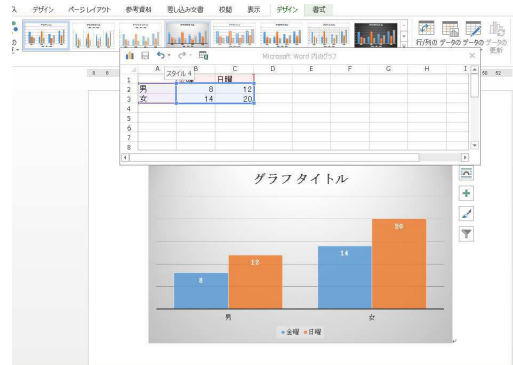 デザイン ページレイアウト 参考資料 差し込み文書 校閲 表示 デザイン 書式
行/列の データの データの データの
更新
Microsoft Word 内のグラフ
スタイル 4
A B C D E F G H I
1 日曜
2 男 8 12
3 女 14 20
4
5
6
7
8
グラフ タイトル
8 12 14 20
男 女
金曜 日曜